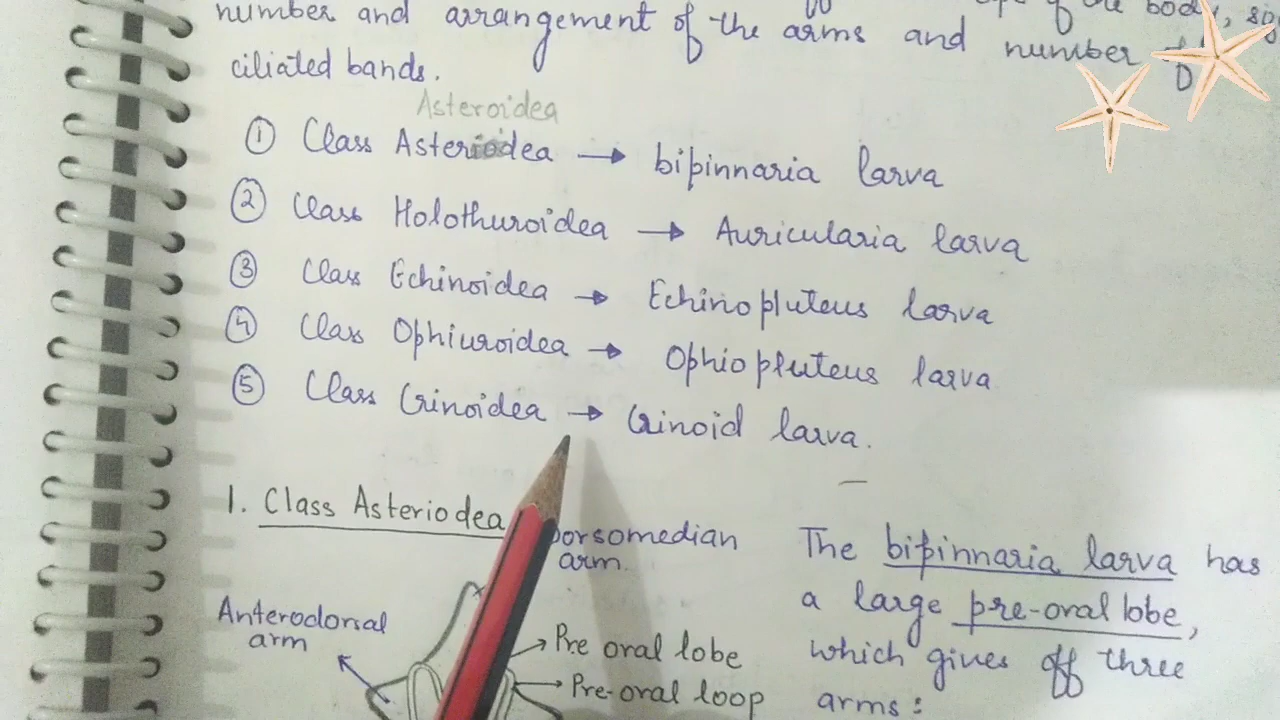 number and arrangement of the arms and number of
ciliated bands.
Asteroidea
① Class Asteriodea → bipinnaria larva
② Class Holothuroidea → Auricularia larva
③ Class Echinoidea → Echinopluteus larva
④ Class Ophiuroidea → Ophiopluteus larva
⑤ Class Crinoidea → Crinoid larva.
1. Class Asteriodea
Dorsomedian
arm.
Anterodorsal
arm
Pre oral lobe
Pre-oral loop
The bipinnaria larva has
a large pre-oral lobe,
which gives off three
arms: